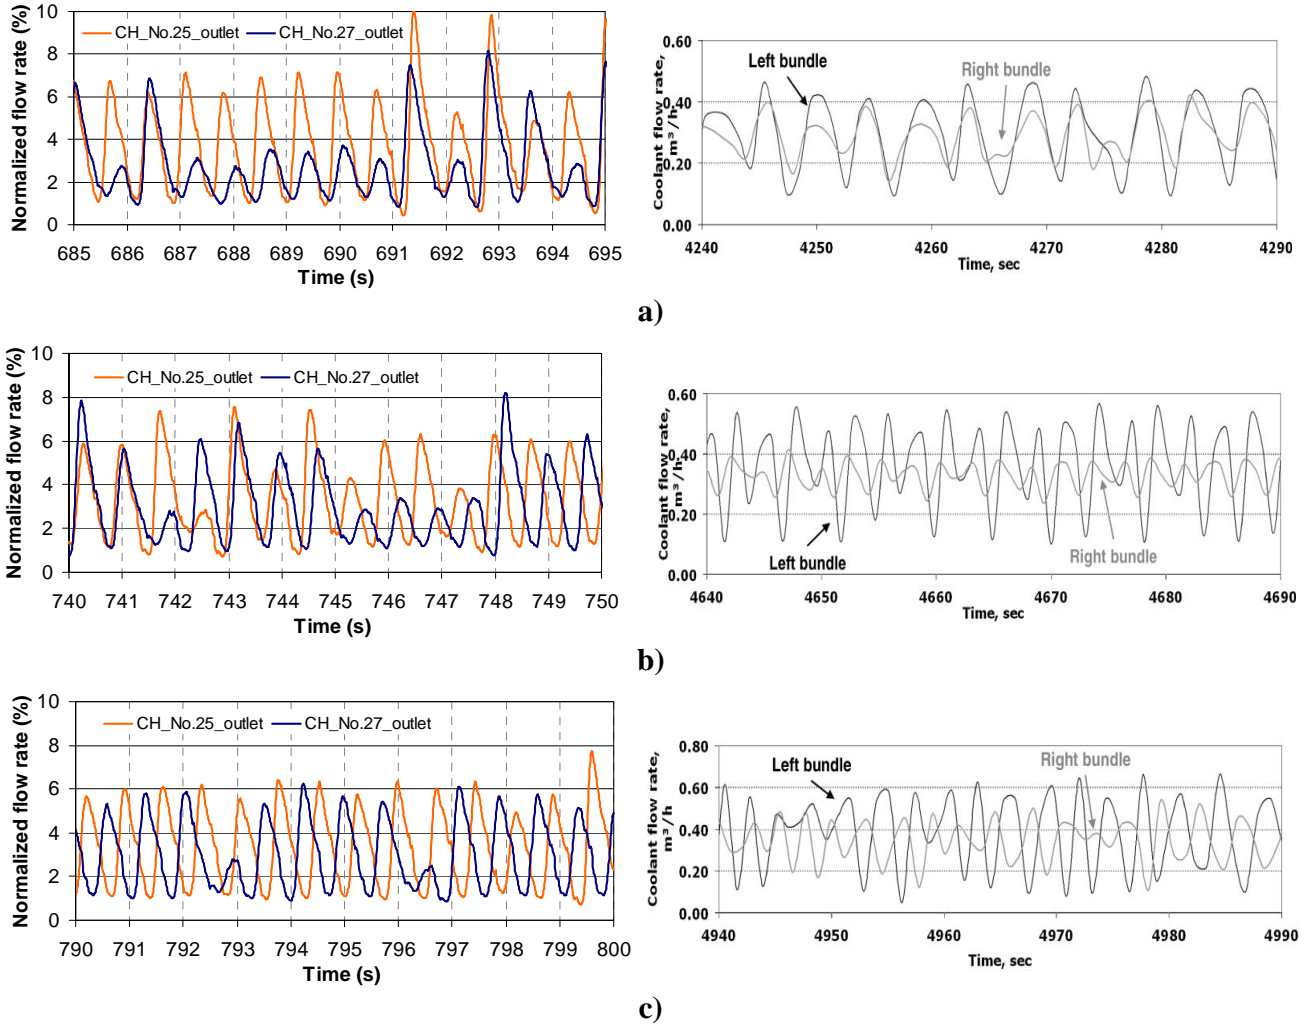 Normalized flow rate (%)
10
8
6
4
2
0
CH_No.25_outlet CH_No.27_outlet
685 686 687 688 689 690 691 692 693 694 695
Time (s)
Coolant flow rate,
m³/h
0.60
0.40
0.20
0.00
Left bundle
Right bundle
4240 4250 4260 4270 4280 4290
Time, sec
a)
Normalized flow rate (%)
10
8
6
4
2
0
CH_No.25_outlet CH_No.27_outlet
740 741 742 743 744 745 746 747 748 749 750
Time (s)
Coolant flow rate,
m³/h
0.60
0.40
0.20
0.00
Left bundle
Right bundle
4640 4650 4660 4670 4680 4690
Time, sec
b)
Normalized flow rate (%)
10
8
6
4
2
0
CH_No.25_outlet CH_No.27_outlet
790 791 792 793 794 795 796 797 798 799 800
Time (s)
Coolant flow rate,
m³/h
0.80
0.60
0.40
0.20
0.00
Left bundle
Right bundle
4940 4950 4960 4970 4980 4990
Time, sec
c)